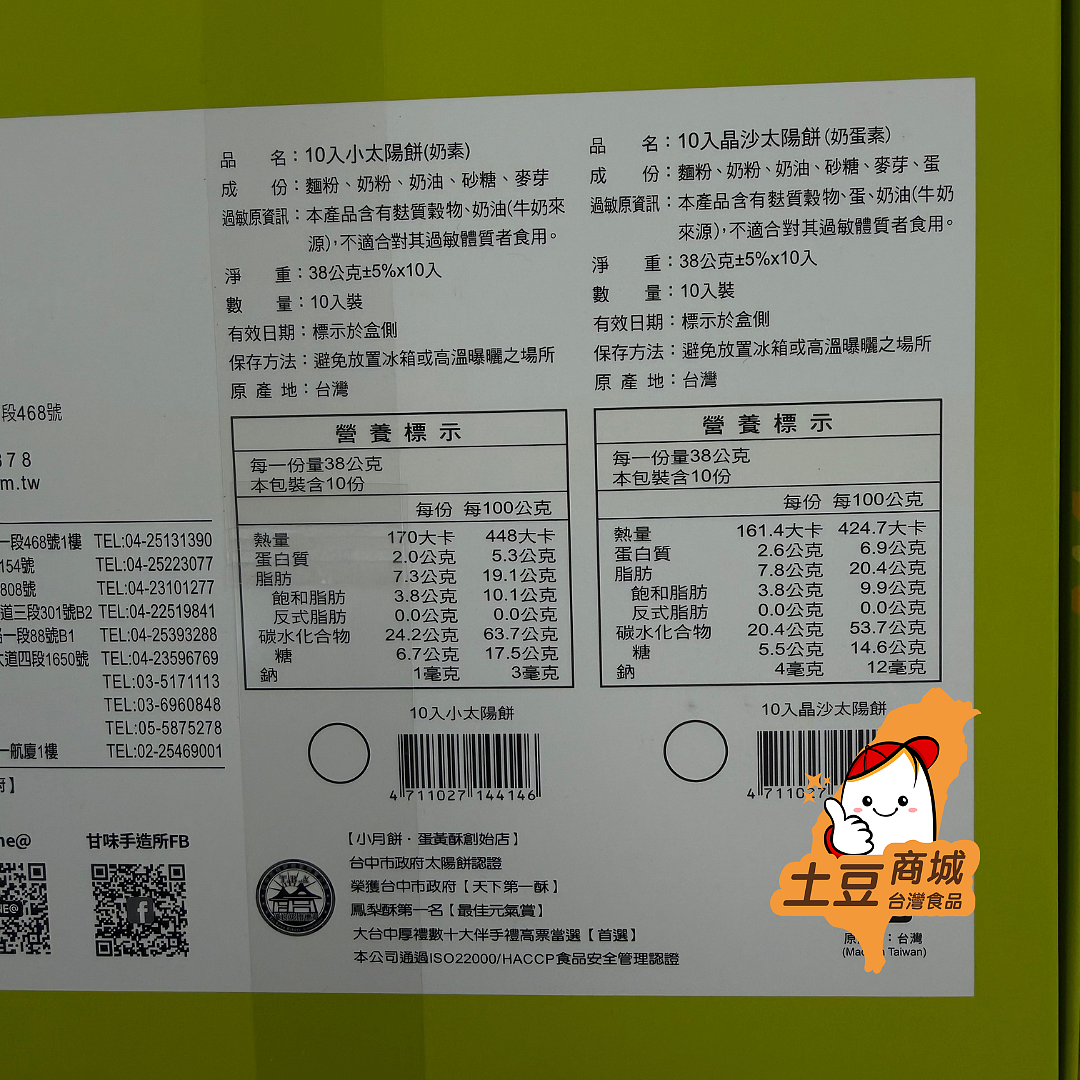 段468號
378
m.tw
一段468號1樓 TEL:04-25131390
154號 TEL:04-25223077
808號 TEL:04-23101277
道三段301號B2 TEL:04-22519841
一段88號B1 TEL:04-25393288
大道四段1650號 TEL:04-23596769
TEL:03-5171113
TEL:03-6960848
TEL:05-5875278
一航廈1樓 TEL:02-25469001
】
ne@
甘味手造所FB
NE@
f
品 名：10入小太陽餅(奶素)
成 份：麵粉、奶粉、奶油、砂糖、麥芽
過敏原資訊：本產品含有麩質穀物、奶油(牛奶來
源)，不適合對其過敏體質者食用。
淨 重：38公克±5%x10入
數 量：10入裝
有效日期：標示於盒側
保存方法：避免放置冰箱或高溫曝曬之場所
原 產 地：台灣
營養標示
每一份量38公克
本包裝含10份
每份 每100公克
熱量 170大卡 448大卡
蛋白質 2.0公克 5.3公克
脂肪 7.3公克 19.1公克
飽和脂肪 3.8公克 10.1公克
反式脂肪 0.0公克 0.0公克
碳水化合物 24.2公克 63.7公克
糖 6.7公克 17.5公克
鈉 1毫克 3毫克
10入小太陽餅
4 711027 144146
品 名：10入晶沙太陽餅(奶蛋素)
成 份：麵粉、奶粉、奶油、砂糖、麥芽、蛋
過敏原資訊：本產品含有麩質穀物、蛋、奶油(牛奶
來源)，不適合對其過敏體質者食用。
淨 重：38公克±5%x10入
數 量：10入裝
有效日期：標示於盒側
保存方法：避免放置冰箱或高溫曝曬之場所
原 產 地：台灣
營養標示
每一份量38公克
本包裝含10份
每份 每100公克
熱量 161.4大卡 424.7大卡
蛋白質 2.6公克 6.9公克
脂肪 7.8公克 20.4公克
飽和脂肪 3.8公克 9.9公克
反式脂肪 0.0公克 0.0公克
碳水化合物 20.4公克 53.7公克
糖 5.5公克 14.6公克
鈉 4毫克 12毫克
10入晶沙太陽餅
4 711027
【小月餅．蛋黃酥創始店】
台中市政府太陽餅認證
榮獲台中市政府【天下第一酥】
鳳梨酥第一名【最佳元氣賞】
大台中厚禮數十大伴手禮高票當選【首選】
本公司通過ISO22000/HACCP食品安全管理認證
土豆商城
台灣食品
原 ：台灣
(Mad n Taiwan)